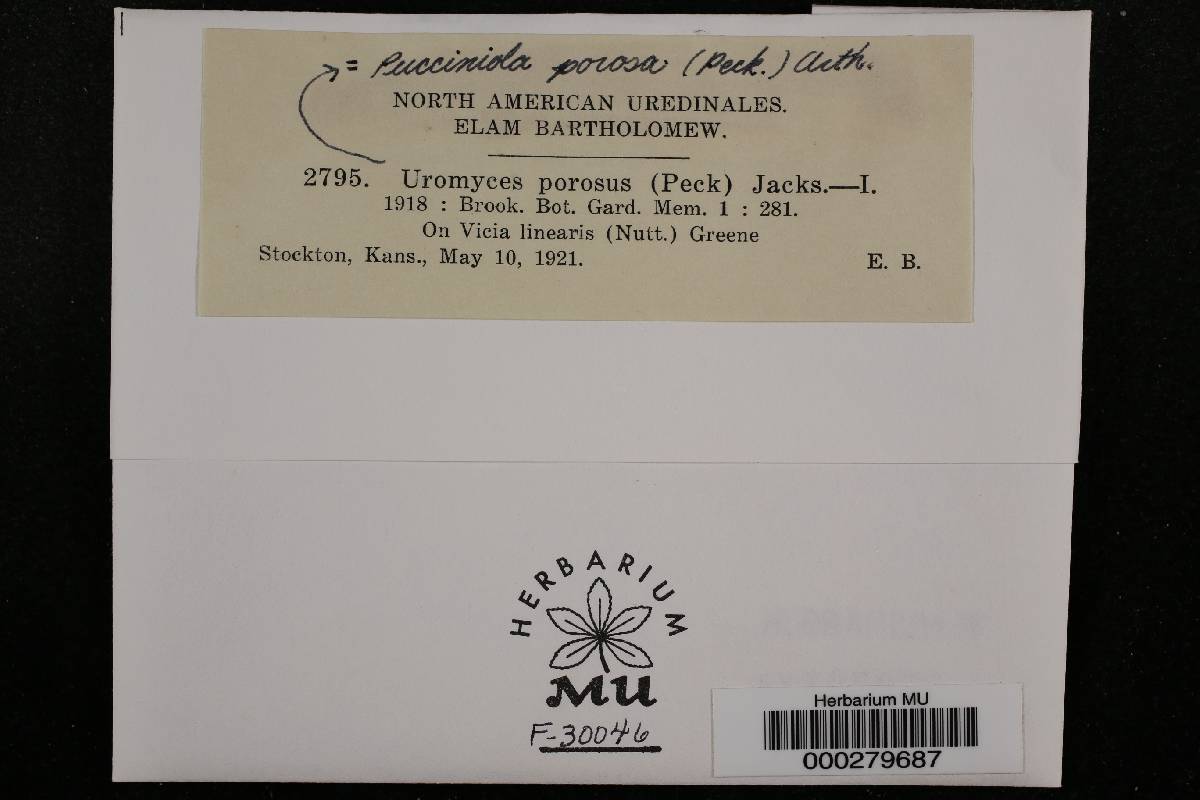 = Pucciniola porosa (Peck.) Arth.
NORTH AMERICAN UREDINALES.
ELAM BARTHOLOMEW.
2795. Uromyces porosus (Peck) Jacks.—I.
1918 : Brook. Bot. Gard. Mem. 1 : 281.
On Vicia linearis (Nutt.) Greene
Stockton, Kans., May 10, 1921. E. B.
HERBARIUM
MU
F-30046
Herbarium MU
000279687